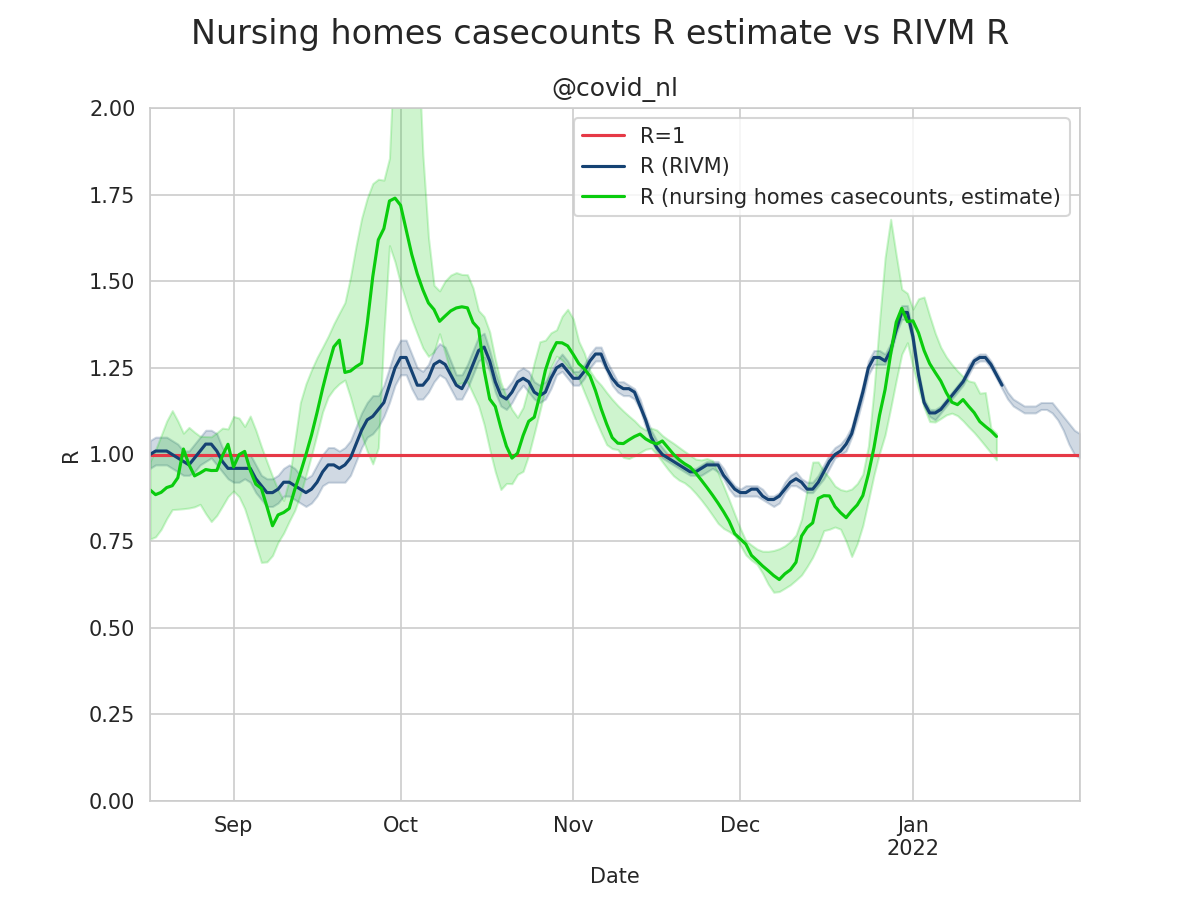 Nursing homes casecounts R estimate vs RIVM R
@covid_nl
R=1
R (RIVM)
R (nursing homes casecounts, estimate)
2.00
1.75
1.50
1.25
1.00
0.75
0.50
0.25
0.00
R
Sep
Oct
Nov
Dec
Jan
2022
Date